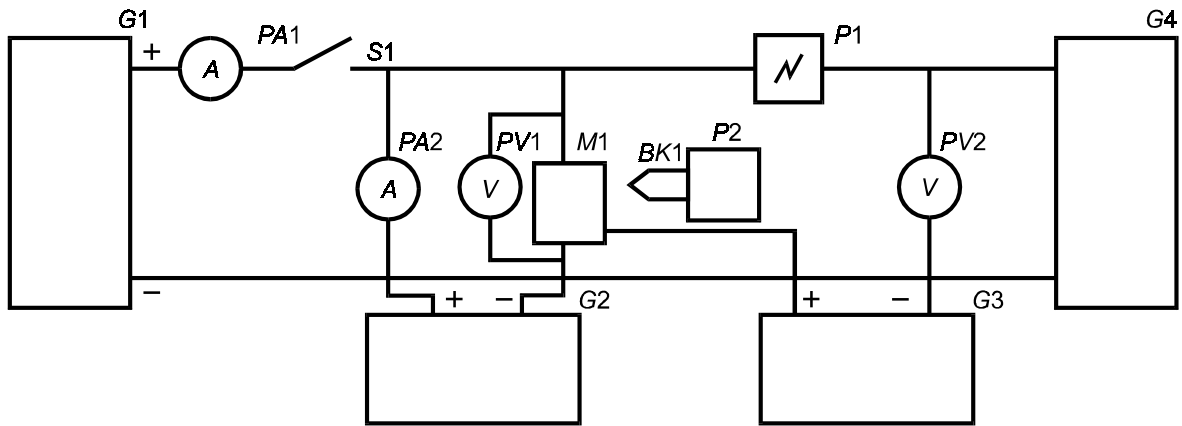 G1
G4
+
PA1
S1
P1
A
PA2
PV1
M1
P2
BK1
PV2
A
V
V
−
+
−
G2
+
−
G3